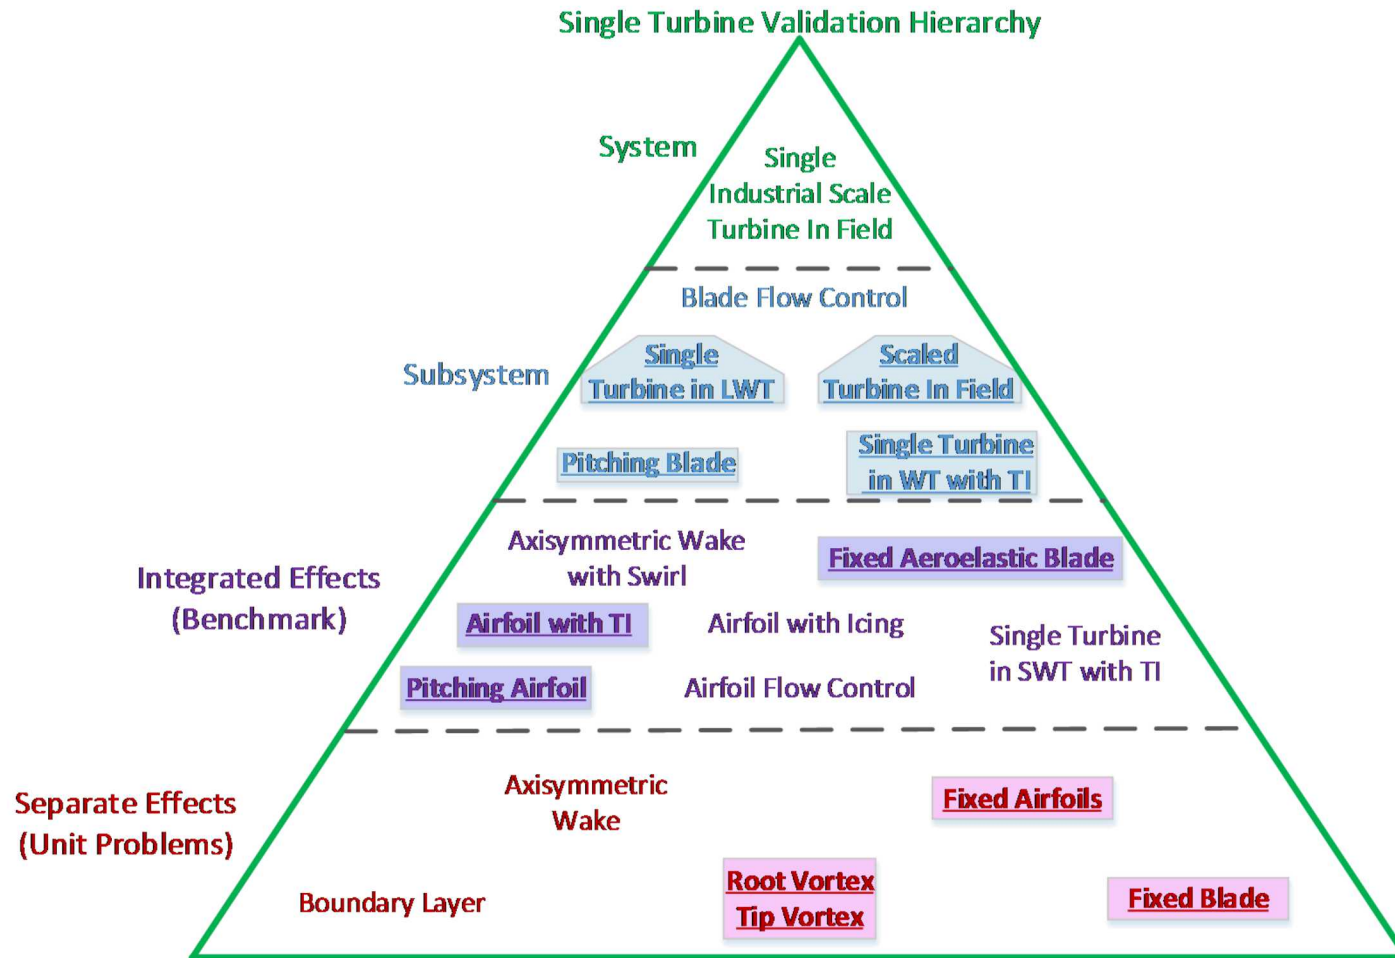 Single Turbine Validation Hierarchy
System
Single
Industrial Scale
Turbine In Field
Blade Flow Control
Subsystem
Single
Turbine in LWT
Scaled
Turbine In Field
Pitching Blade
Single Turbine
in WT with TI
Integrated Effects
(Benchmark)
Axisymmetric Wake
with Swirl
Fixed Aeroelastic Blade
Airfoil with TI
Airfoil with Icing
Single Turbine
in SWT with TI
Pitching Airfoil
Airfoil Flow Control
Separate Effects
(Unit Problems)
Axisymmetric
Wake
Fixed Airfoils
Boundary Layer
Root Vortex
Tip Vortex
Fixed Blade